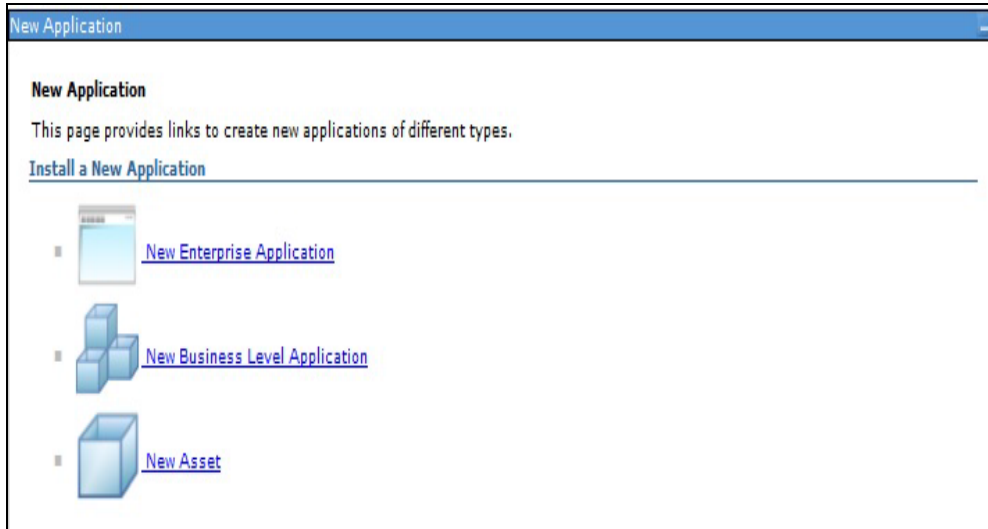 New Application
New Application
This page provides links to create new applications of different types.
Install a New Application
New Enterprise Application
New Business Level Application
New Asset